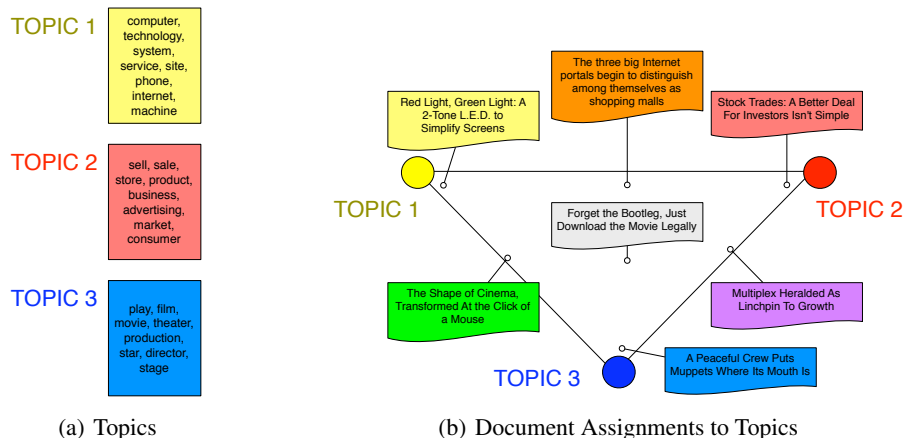 TOPIC 1
computer,
technology,
system,
service, site,
phone,
internet,
machine
TOPIC 2
sell, sale,
store, product,
business,
advertising,
market,
consumer
TOPIC 3
play, film,
movie, theater,
production,
star, director,
stage
(a) Topics
The three big Internet
portals begin to distinguish
among themselves as
shopping malls
Red Light, Green Light: A
2-Tone L.E.D. to
Simplify Screens
Stock Trades: A Better Deal
For Investors Isn't Simple
TOPIC 1
TOPIC 2
Forget the Bootleg, Just
Download the Movie Legally
The Shape of Cinema,
Transformed At the Click of
a Mouse
Multiplex Heralded As
Linchpin To Growth
TOPIC 3
A Peaceful Crew Puts
Muppets Where Its Mouth Is
(b) Document Assignments to Topics